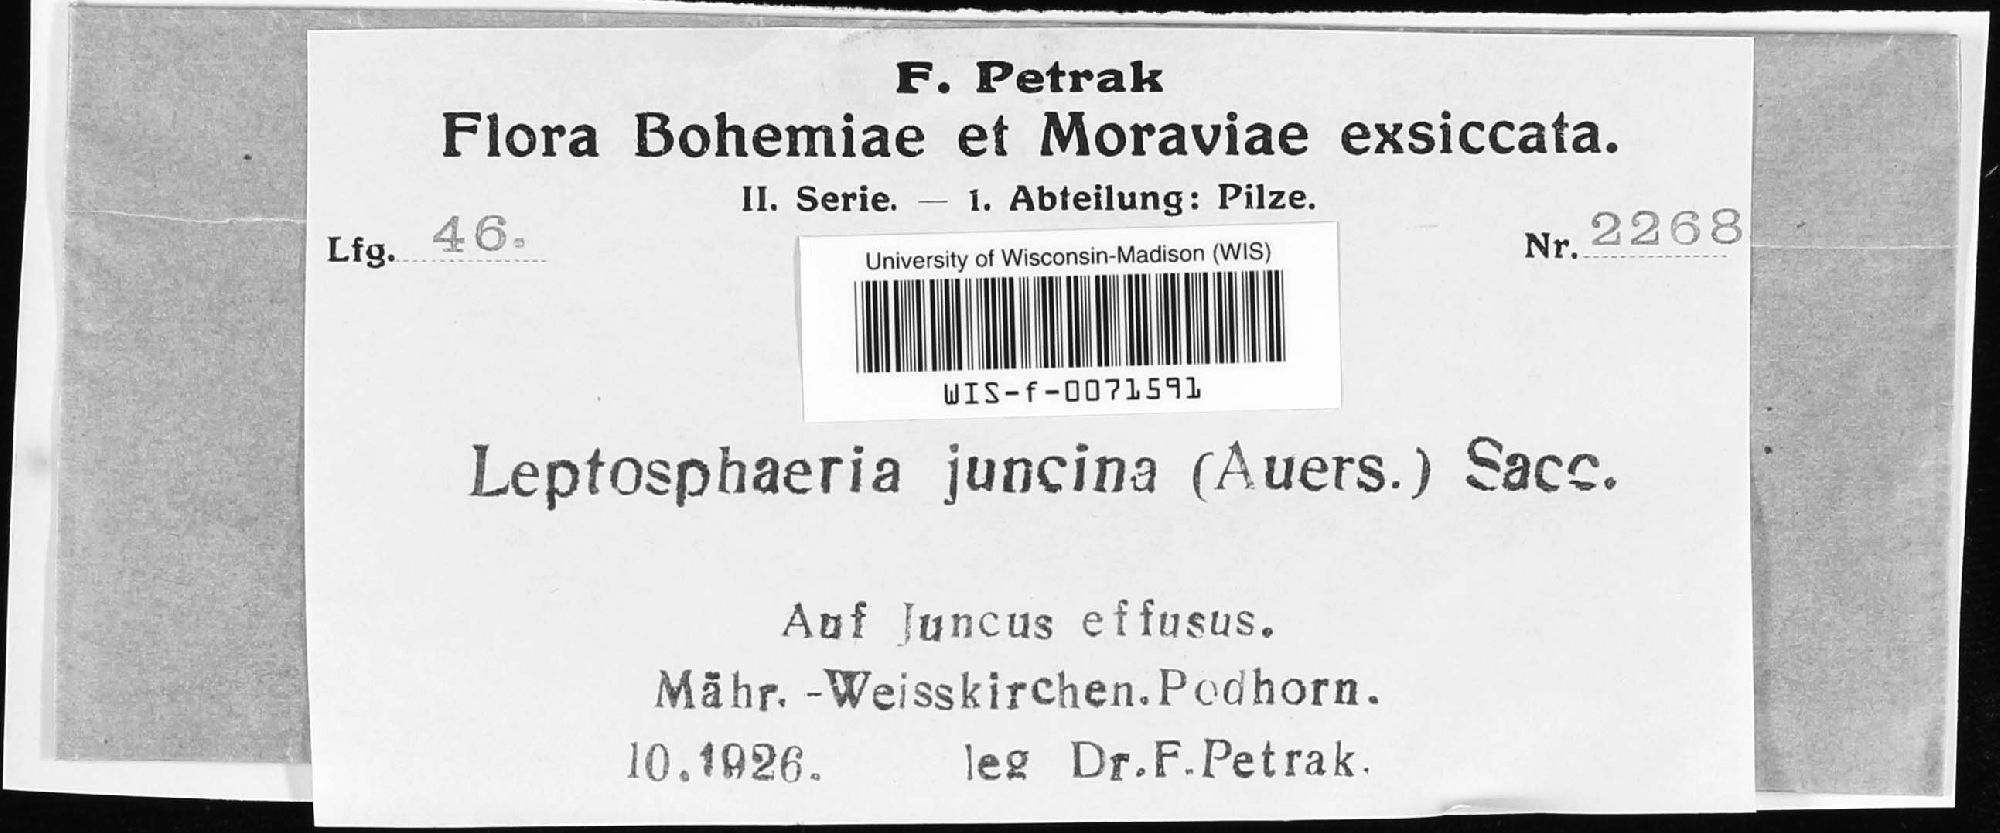 F. Petrak
Flora Bohemiae et Moraviae exsiccata.
II. Serie. — 1. Abteilung: Pilze.
Lfg. 46.
Nr. 2268
University of Wisconsin-Madison (WIS)
WIS-f-0071591
Leptosphaeria juncina (Auers.) Sacc.
Auf Juncus effusus.
Mähr.-Weisskirchen.Podhorn.
10.1926. leg Dr.F.Petrak.